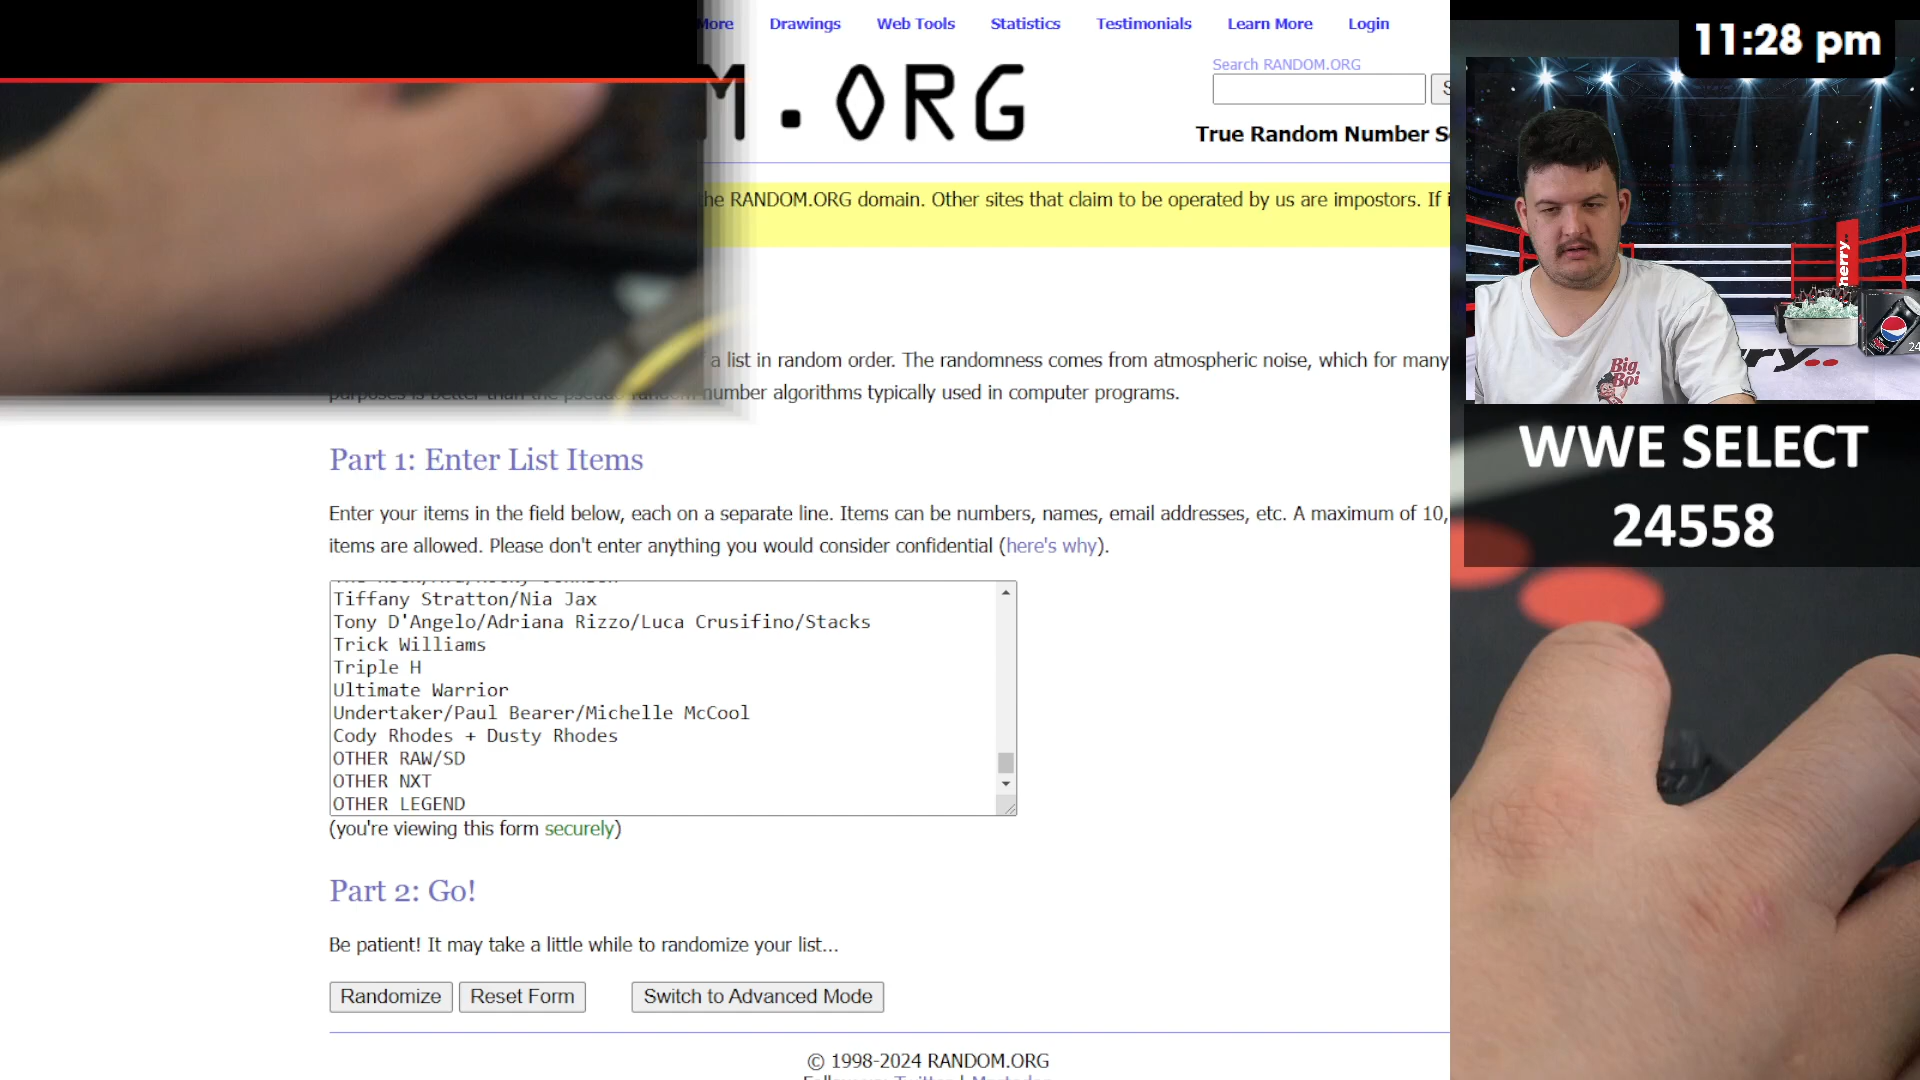 More Drawings Web Tools Statistics Testimonials Learn More Login
11:28 pm
Search RANDOM.ORG
M.ORG
True Random Number
he RANDOM.ORG domain. Other sites that claim to be operated by us are impostors. If
a list in random order. The randomness comes from atmospheric noise, which for many
purposes is better than the pseudo-random number algorithms typically used in computer programs.
Part 1: Enter List Items
Enter your items in the field below, each on a separate line. Items can be numbers, names, email addresses, etc. A maximum of 10,
items are allowed. Please don't enter anything you would consider confidential (here's why).
Tiffany Stratton/Nia Jax
Tony D'Angelo/Adriana Rizzo/Luca Crusifino/Stacks
Trick Williams
Triple H
Ultimate Warrior
Undertaker/Paul Bearer/Michelle McCool
Cody Rhodes + Dusty Rhodes
OTHER RAW/SD
OTHER NXT
OTHER LEGEND
(you're viewing this form securely)
Part 2: Go!
Be patient! It may take a little while to randomize your list...
Randomize Reset Form Switch to Advanced Mode
© 1998-2024 RANDOM.ORG
herry.
Big
Boi
24
rry..
WWE SELECT
24558